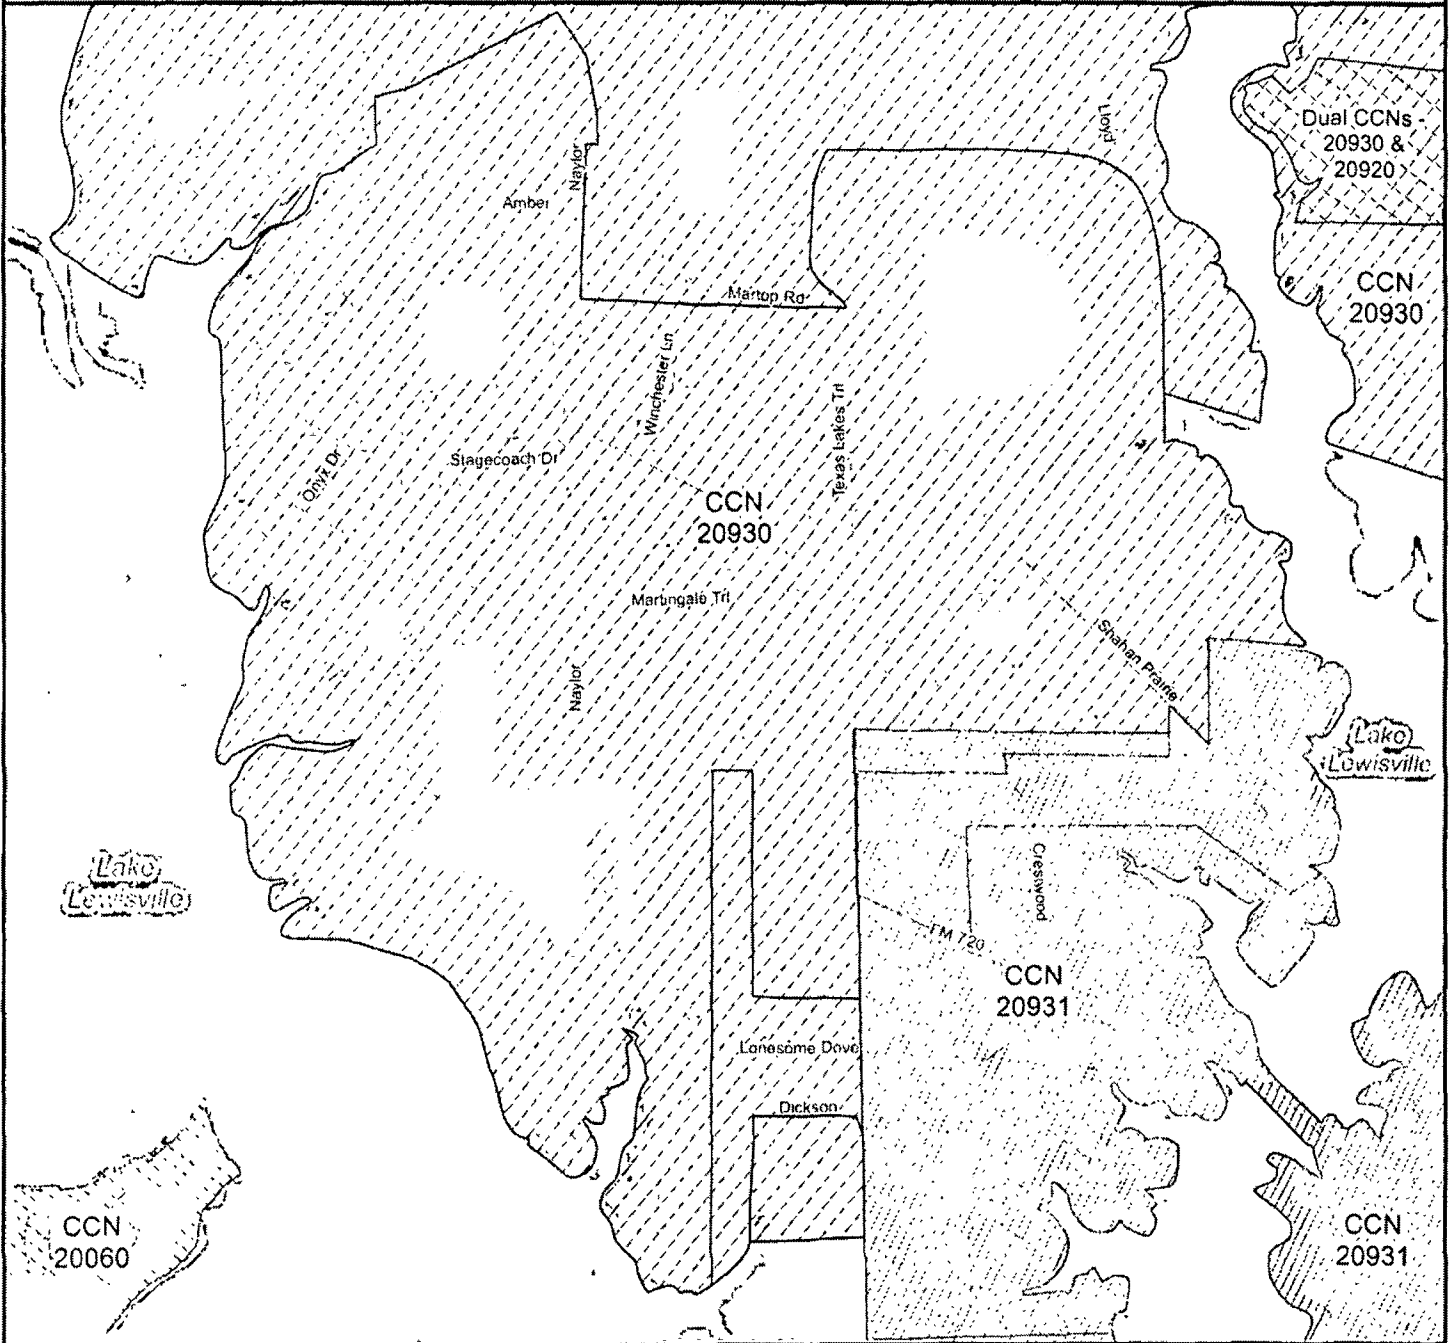 Lloyd
Dual CCNs -
20930 &
20920
Naylor
Amber
CCN
20930
Martop Rd
Winchester Ln
Texas Lakes Trl
Onyx Dr
Stagecoach Dr
CCN
20930
Martingale Trl
Shahan Prairie
Naylor
Lake
Lewisville
Lake
Lewisville
Crestwood
FM 720
CCN
20931
Lonesome Dove
Dickson
CCN
20060
CCN
20931